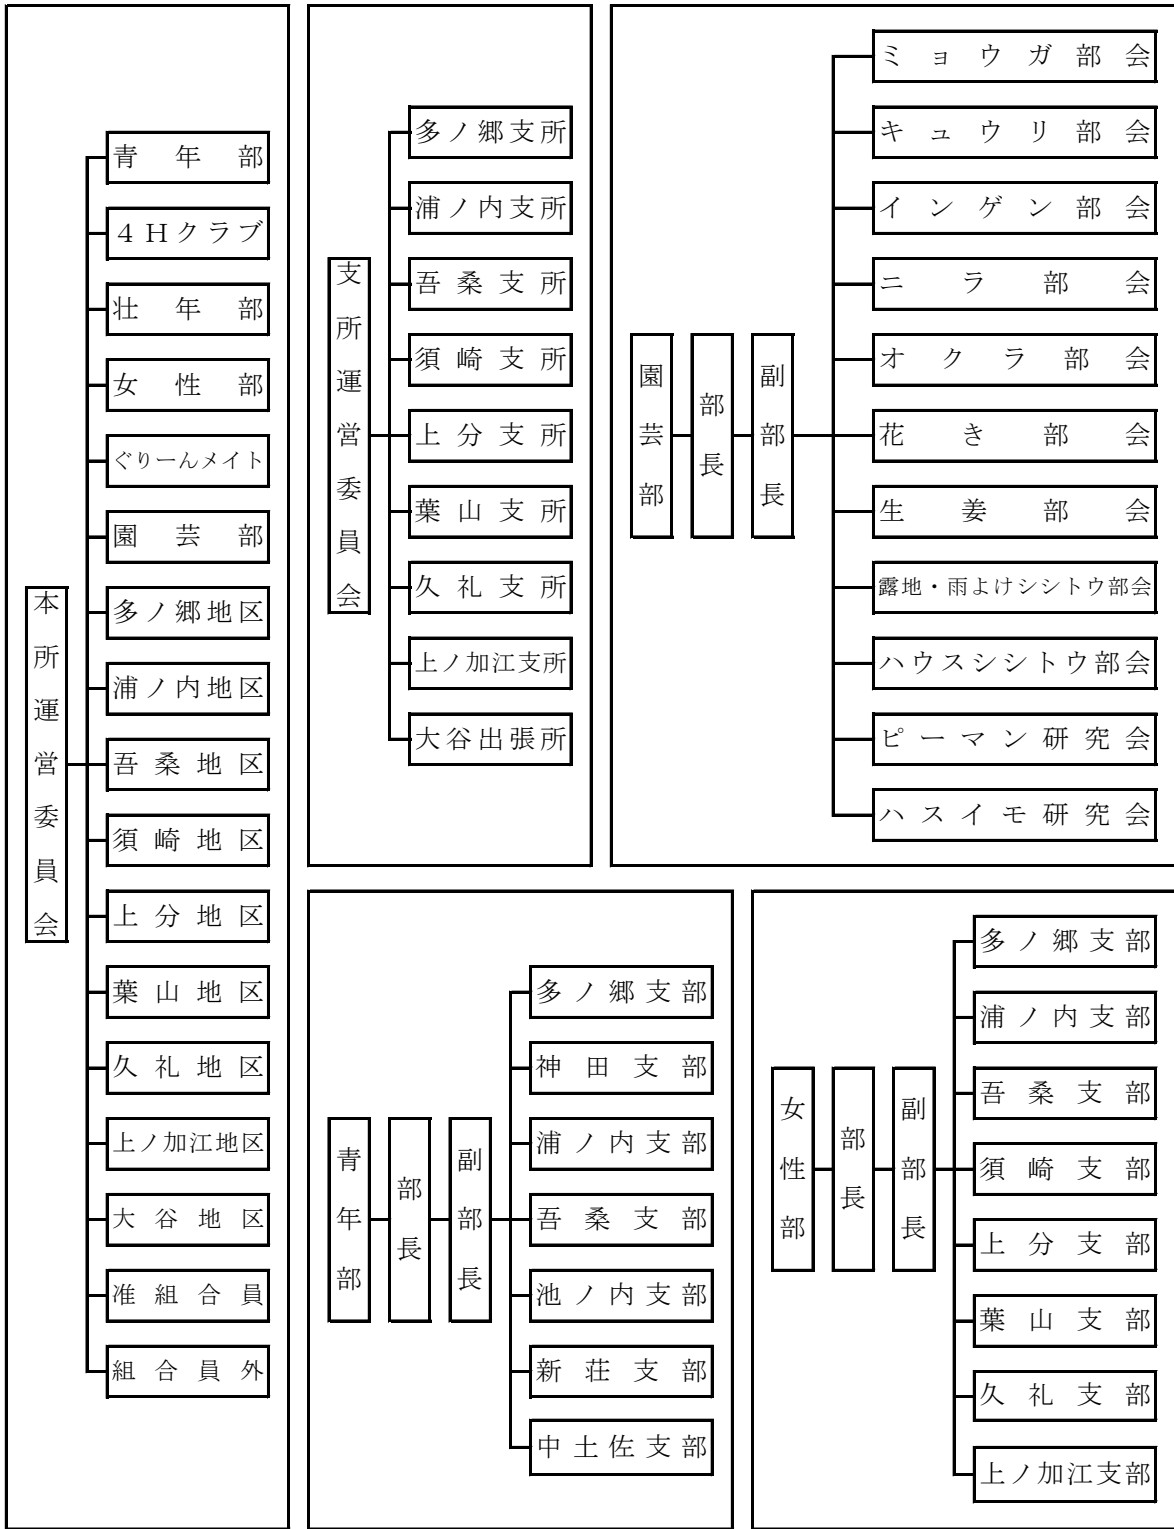 本所運営委員会
青年部
４Ｈクラブ
壮年部
女性部
ぐりーんメイト
園芸部
多ノ郷地区
浦ノ内地区
吾桑地区
須崎地区
上分地区
葉山地区
久礼地区
上ノ加江地区
大谷地区
准組合員
組合員外
支所運営委員会
多ノ郷支所
浦ノ内支所
吾桑支所
須崎支所
上分支所
葉山支所
久礼支所
上ノ加江支所
大谷出張所
園芸部
部長
副部長
ミョウガ部会
キュウリ部会
インゲン部会
ニラ部会
オクラ部会
花き部会
生姜部会
露地・雨よけシシトウ部会
ハウスシシトウ部会
ピーマン研究会
ハスイモ研究会
青年部
部長
副部長
多ノ郷支部
神田支部
浦ノ内支部
吾桑支部
池ノ内支部
新荘支部
中土佐支部
女性部
部長
副部長
多ノ郷支部
浦ノ内支部
吾桑支部
須崎支部
上分支部
葉山支部
久礼支部
上ノ加江支部